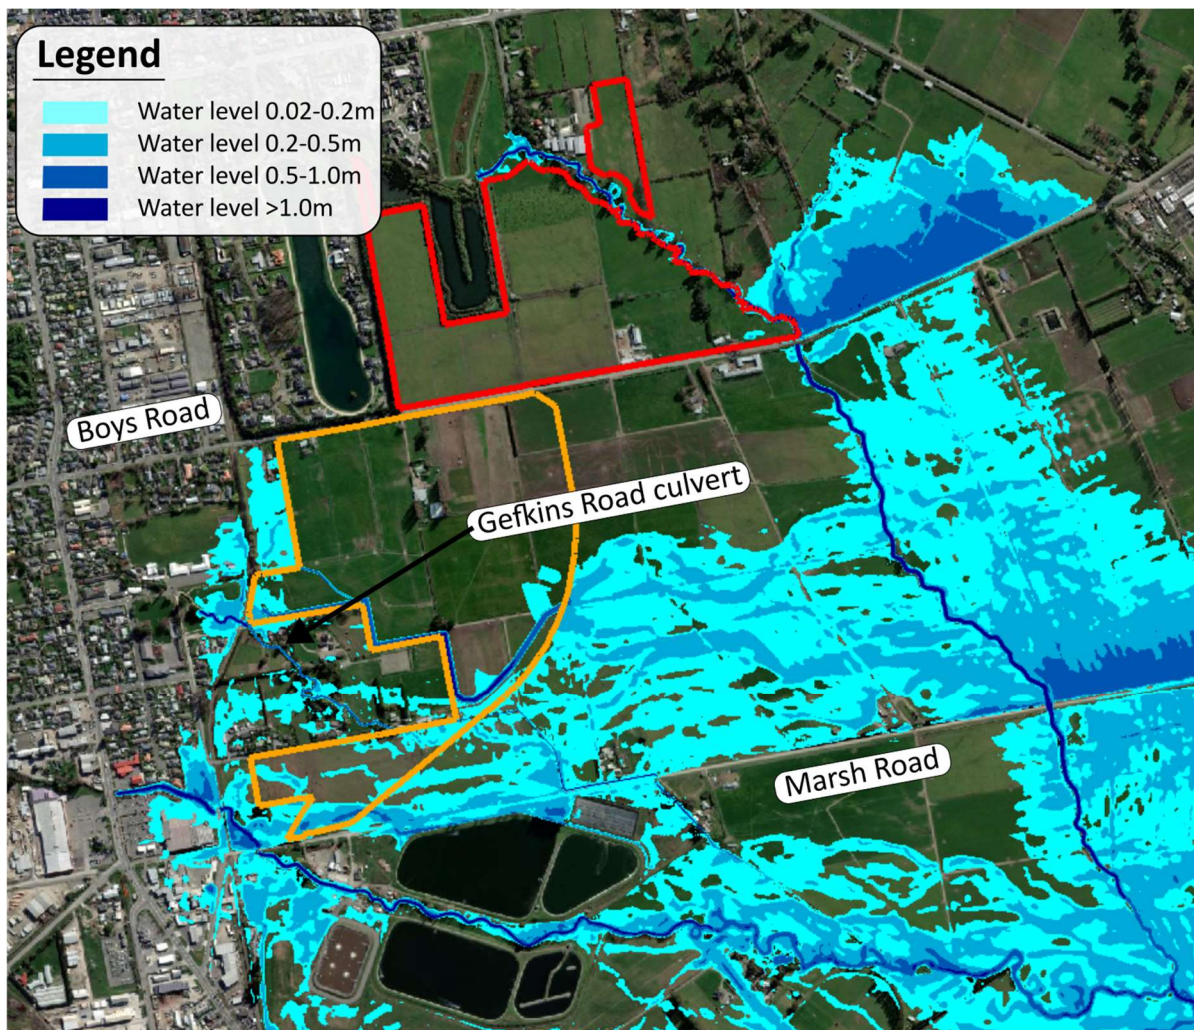 Legend
Water level 0.02-0.2m
Water level 0.2-0.5m
Water level 0.5-1.0m
Water level >1.0m
Boys Road
Gefkins Road culvert
Marsh Road